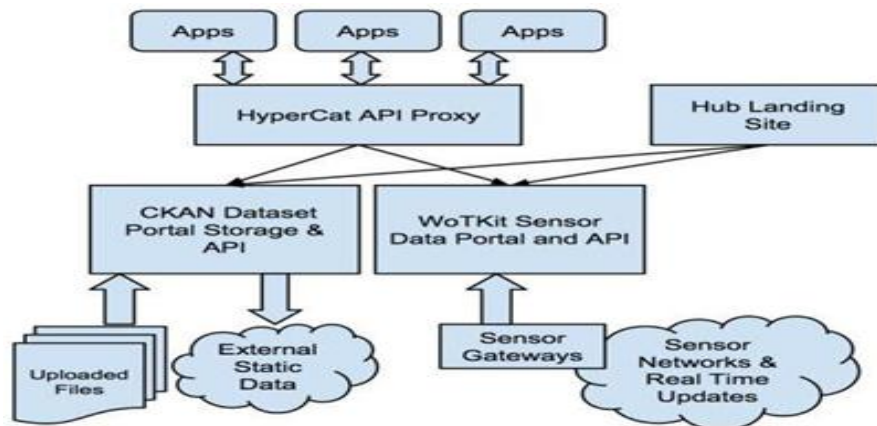 Apps
Apps
Apps
HyperCat API Proxy
Hub Landing
Site
CKAN Dataset
Portal Storage &
API
WoTKit Sensor
Data Portal and API
Uploaded
Files
External
Static
Data
Sensor
Gateways
Sensor
Networks &
Real Time
Updates